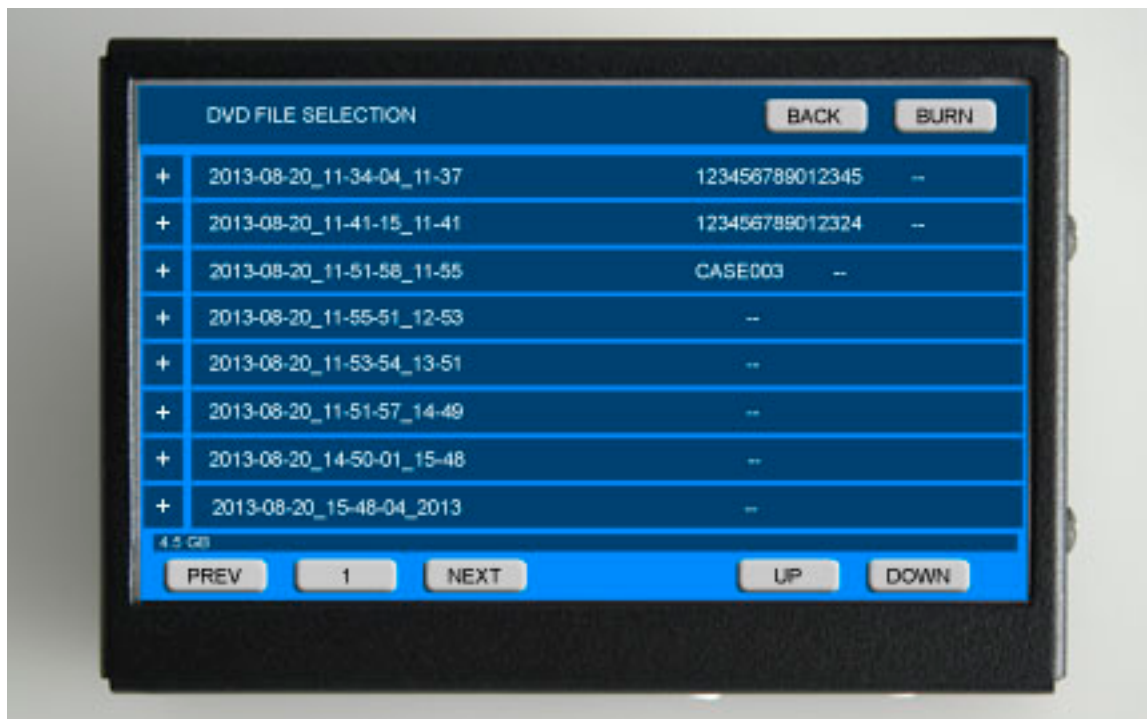 DVD FILE SELECTION BACK BURN
+ 2013-08-20_11-34-04_11-37 123456789012345 --
+ 2013-08-20_11-41-15_11-41 123456789012324 --
+ 2013-08-20_11-51-58_11-55 CASE003 --
+ 2013-08-20_11-55-51_12-53 --
+ 2013-08-20_11-53-54_13-51 --
+ 2013-08-20_11-51-57_14-49 --
+ 2013-08-20_14-50-01_15-48 --
+ 2013-08-20_15-48-04_2013 --
4.5 GB
PREV 1 NEXT UP DOWN